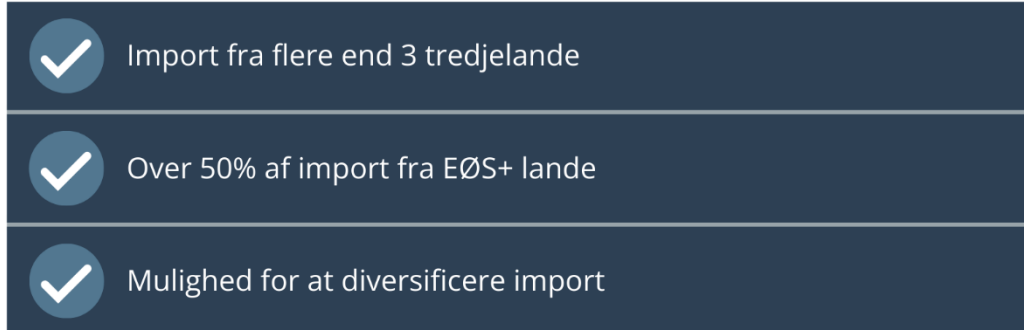 Import fra flere end 3 tredjelande
Over 50% af import fra EØS+ lande
Mulighed for at diversificere import